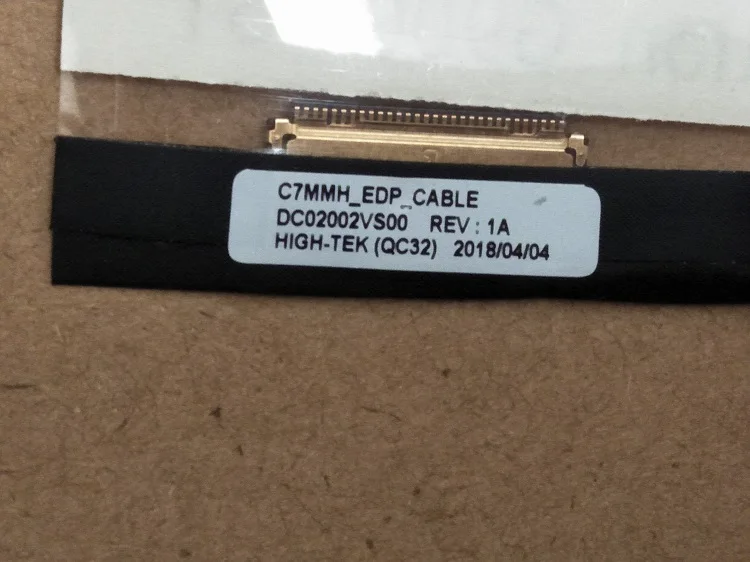 C7MMH_EDP_CABLE
DC02002VS00 REV : 1A
HIGH-TEK (QC32) 2018/04/04